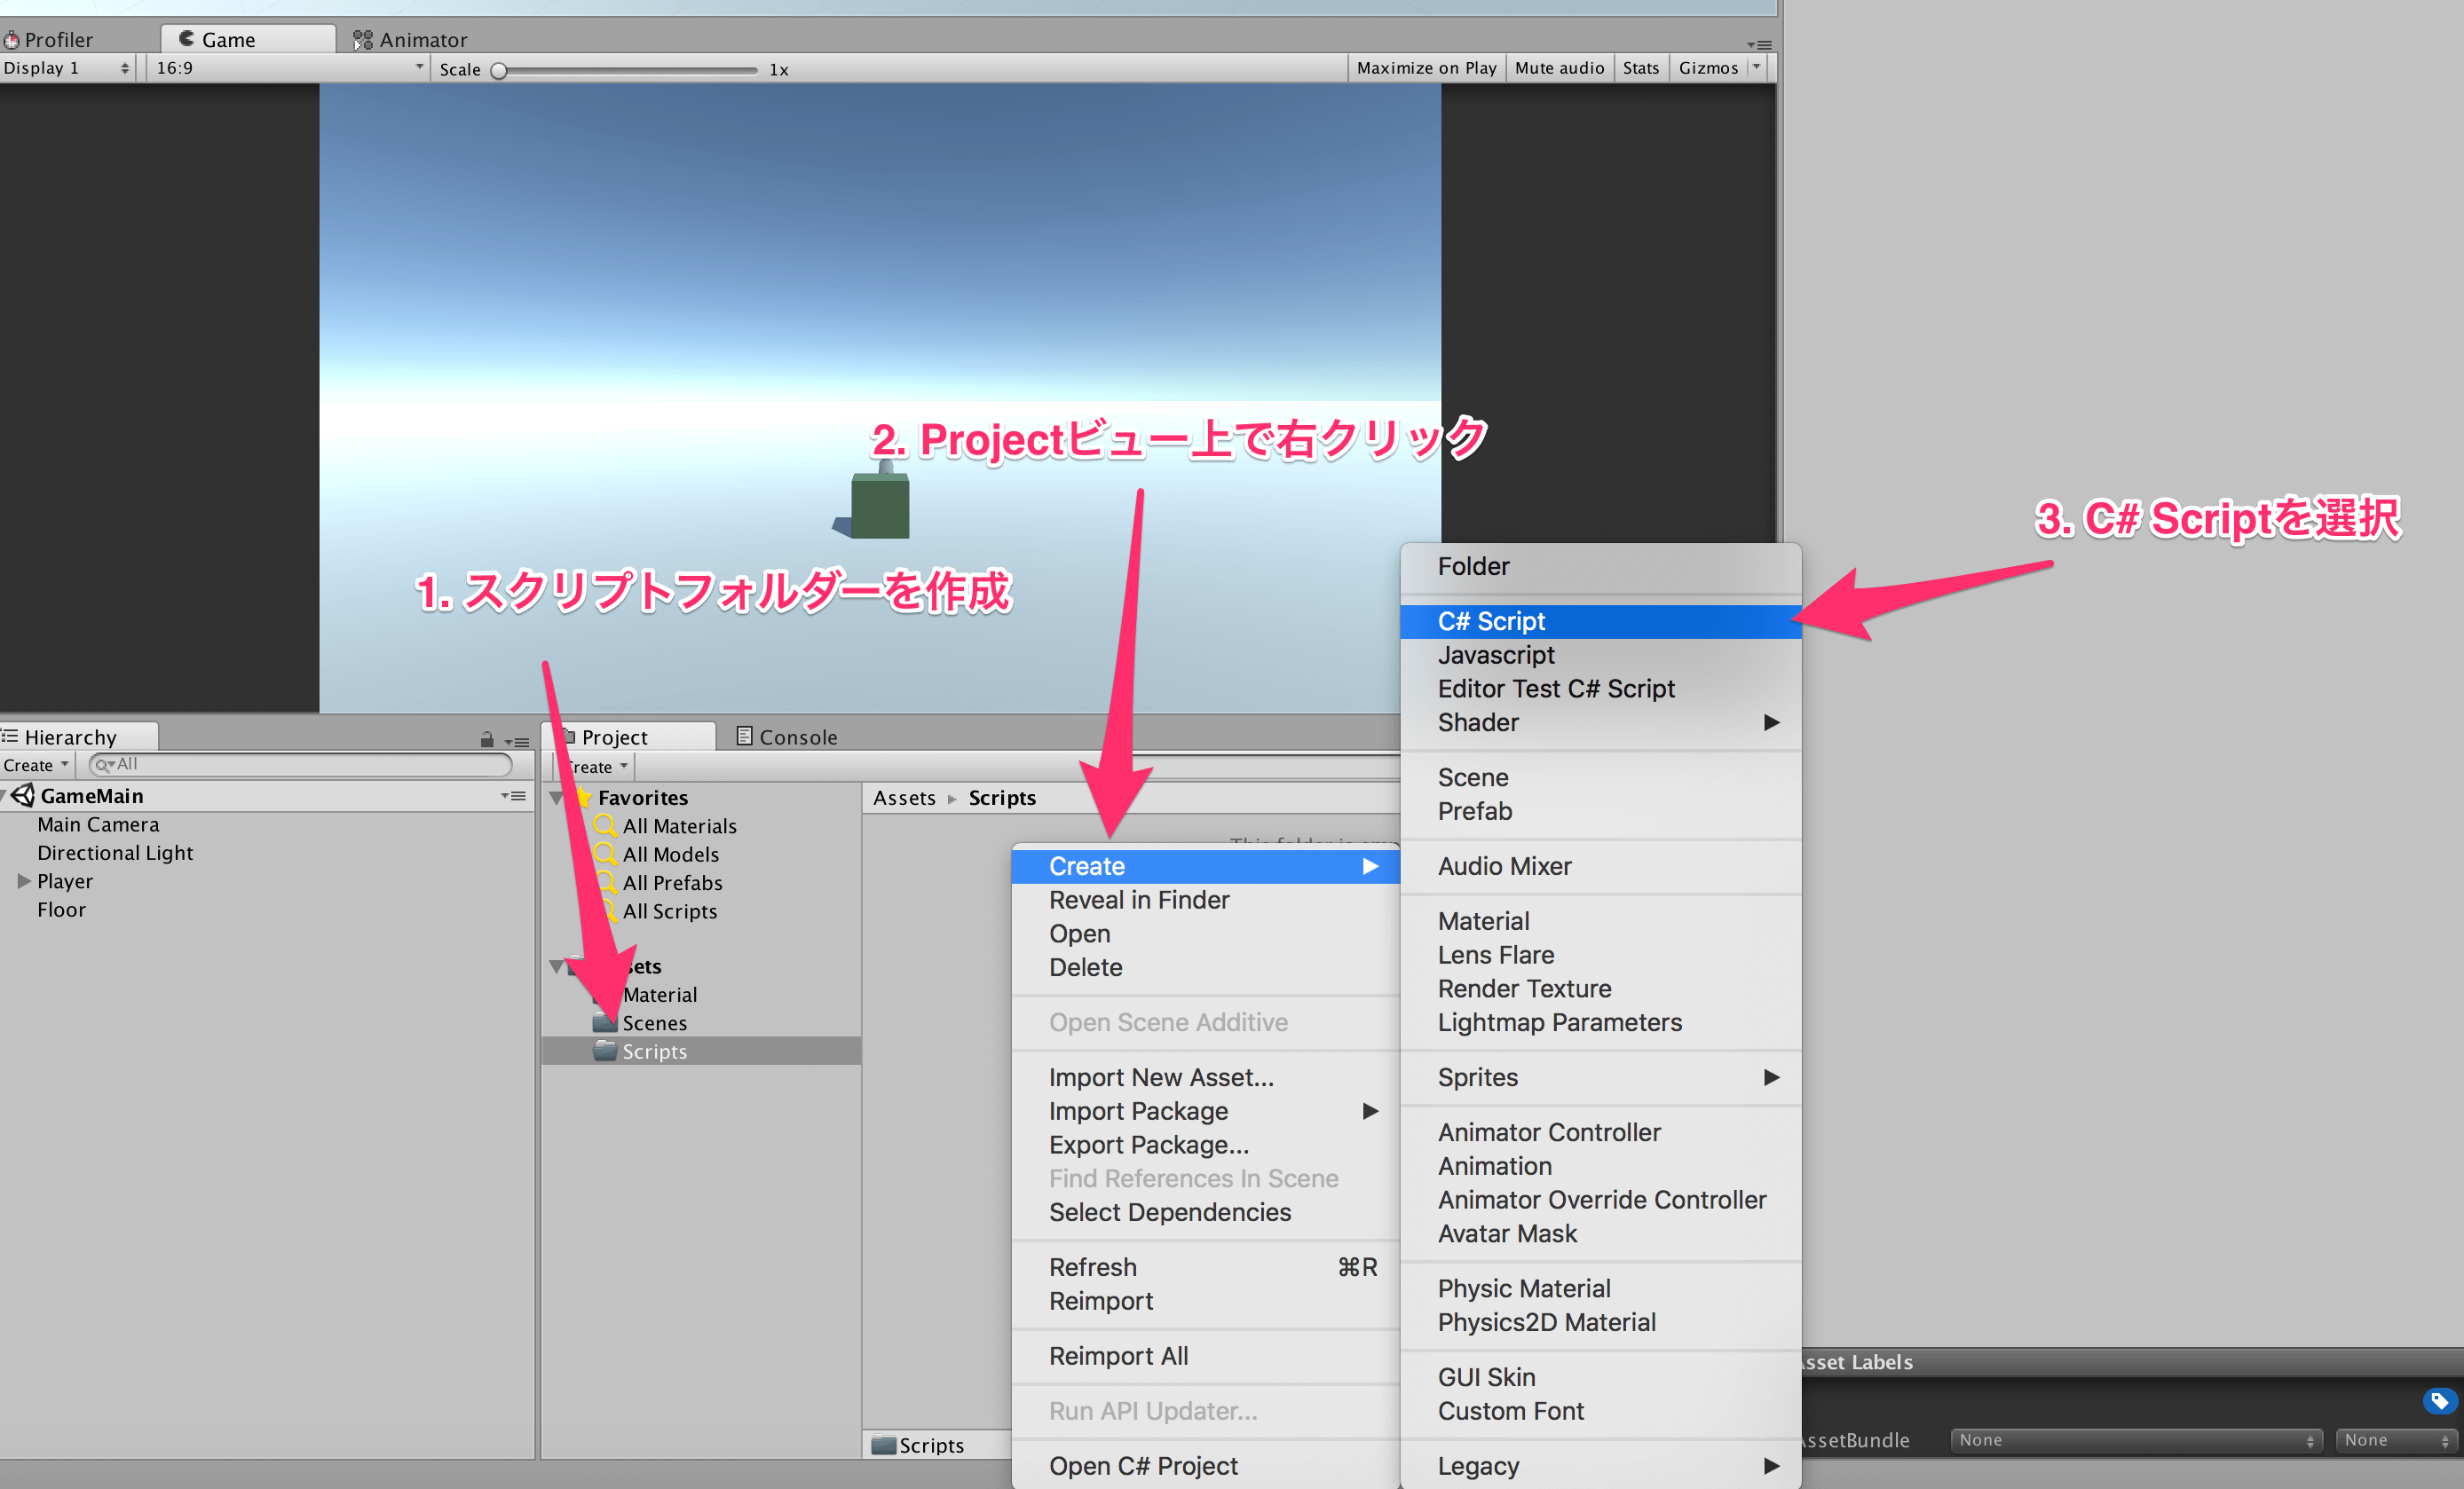 Profiler
Game
Animator
Display 1
16:9
Scale
1x
Maximize on Play
Mute audio
Stats
Gizmos
2. Projectビュー上で右クリック
3. C# Scriptを選択
1. スクリプトフォルダーを作成
Hierarchy
Create
All
GameMain
Main Camera
Directional Light
Player
Floor
Project
Console
Create
Favorites
All Materials
All Models
All Prefabs
All Scripts
Assets
Material
Scenes
Scripts
Assets ▸ Scripts
This folder is
Scripts
Create
Reveal in Finder
Open
Delete
Open Scene Additive
Import New Asset...
Import Package
Export Package...
Find References In Scene
Select Dependencies
Refresh ⌘R
Reimport
Reimport All
Run API Updater...
Open C# Project
Folder
C# Script
Javascript
Editor Test C# Script
Shader
Scene
Prefab
Audio Mixer
Material
Lens Flare
Render Texture
Lightmap Parameters
Sprites
Animator Controller
Animation
Animator Override Controller
Avatar Mask
Physic Material
Physics2D Material
GUI Skin
Custom Font
Legacy
Asset Labels
AssetBundle
None
None